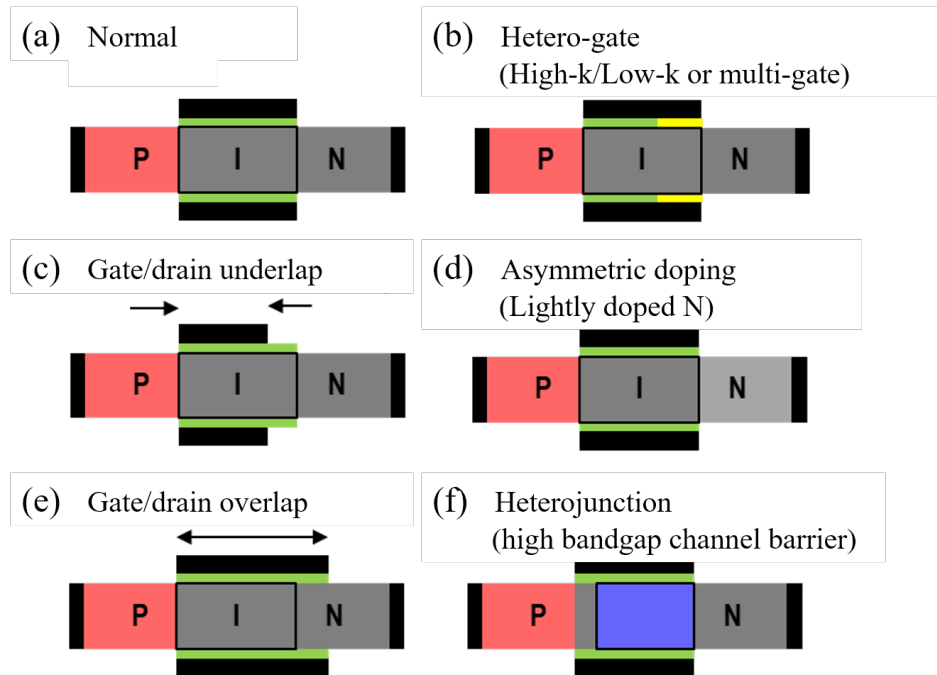 (a) Normal
(b) Hetero-gate
(High-k/Low-k or multi-gate)
P I N
P I N
(c) Gate/drain underlap
(d) Asymmetric doping
(Lightly doped N)
P I N
P I N
(e) Gate/drain overlap
(f) Heterojunction
(high bandgap channel barrier)
P I N
P N